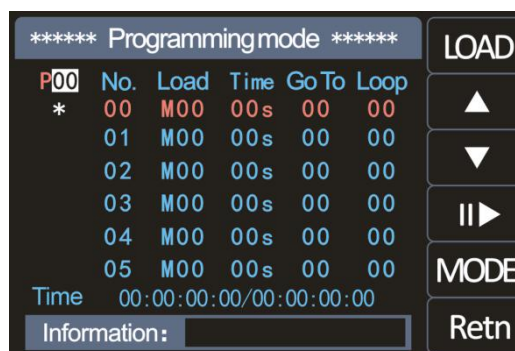 ****** Programming mode ******
LOAD
P00 No. Load Time Go To Loop
* 00 M00 00s 00 00
01 M00 00s 00 00
02 M00 00s 00 00
03 M00 00s 00 00
04 M00 00s 00 00
05 M00 00s 00 00
MODE
Time 00:00:00:00/00:00:00:00
Information:
Retn